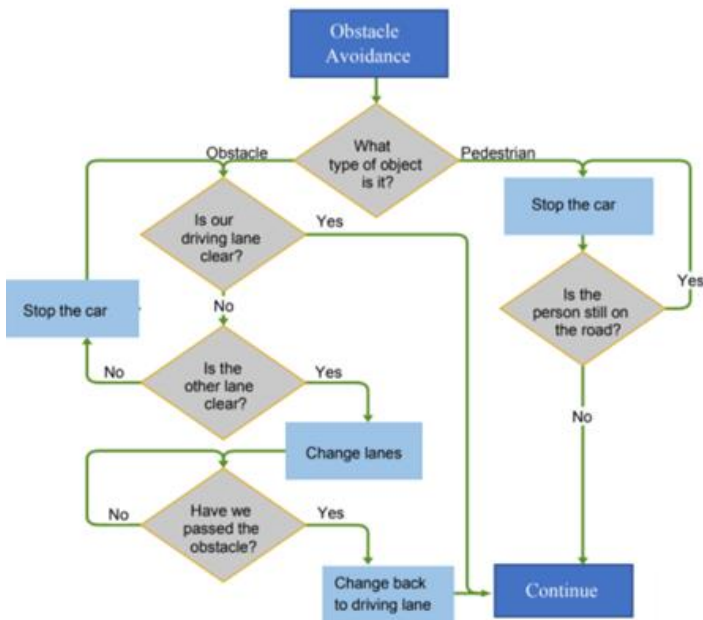 Obstacle
Avoidance
What
type of object
is it?
Obstacle
Pedestrian
Is our
driving lane
clear?
Yes
Stop the car
Yes
Stop the car
No
Is the
person still on
the road?
Is the
other lane
clear?
No
Yes
No
Change lanes
Have we
passed the
obstacle?
No
Yes
Change back
to driving lane
Continue